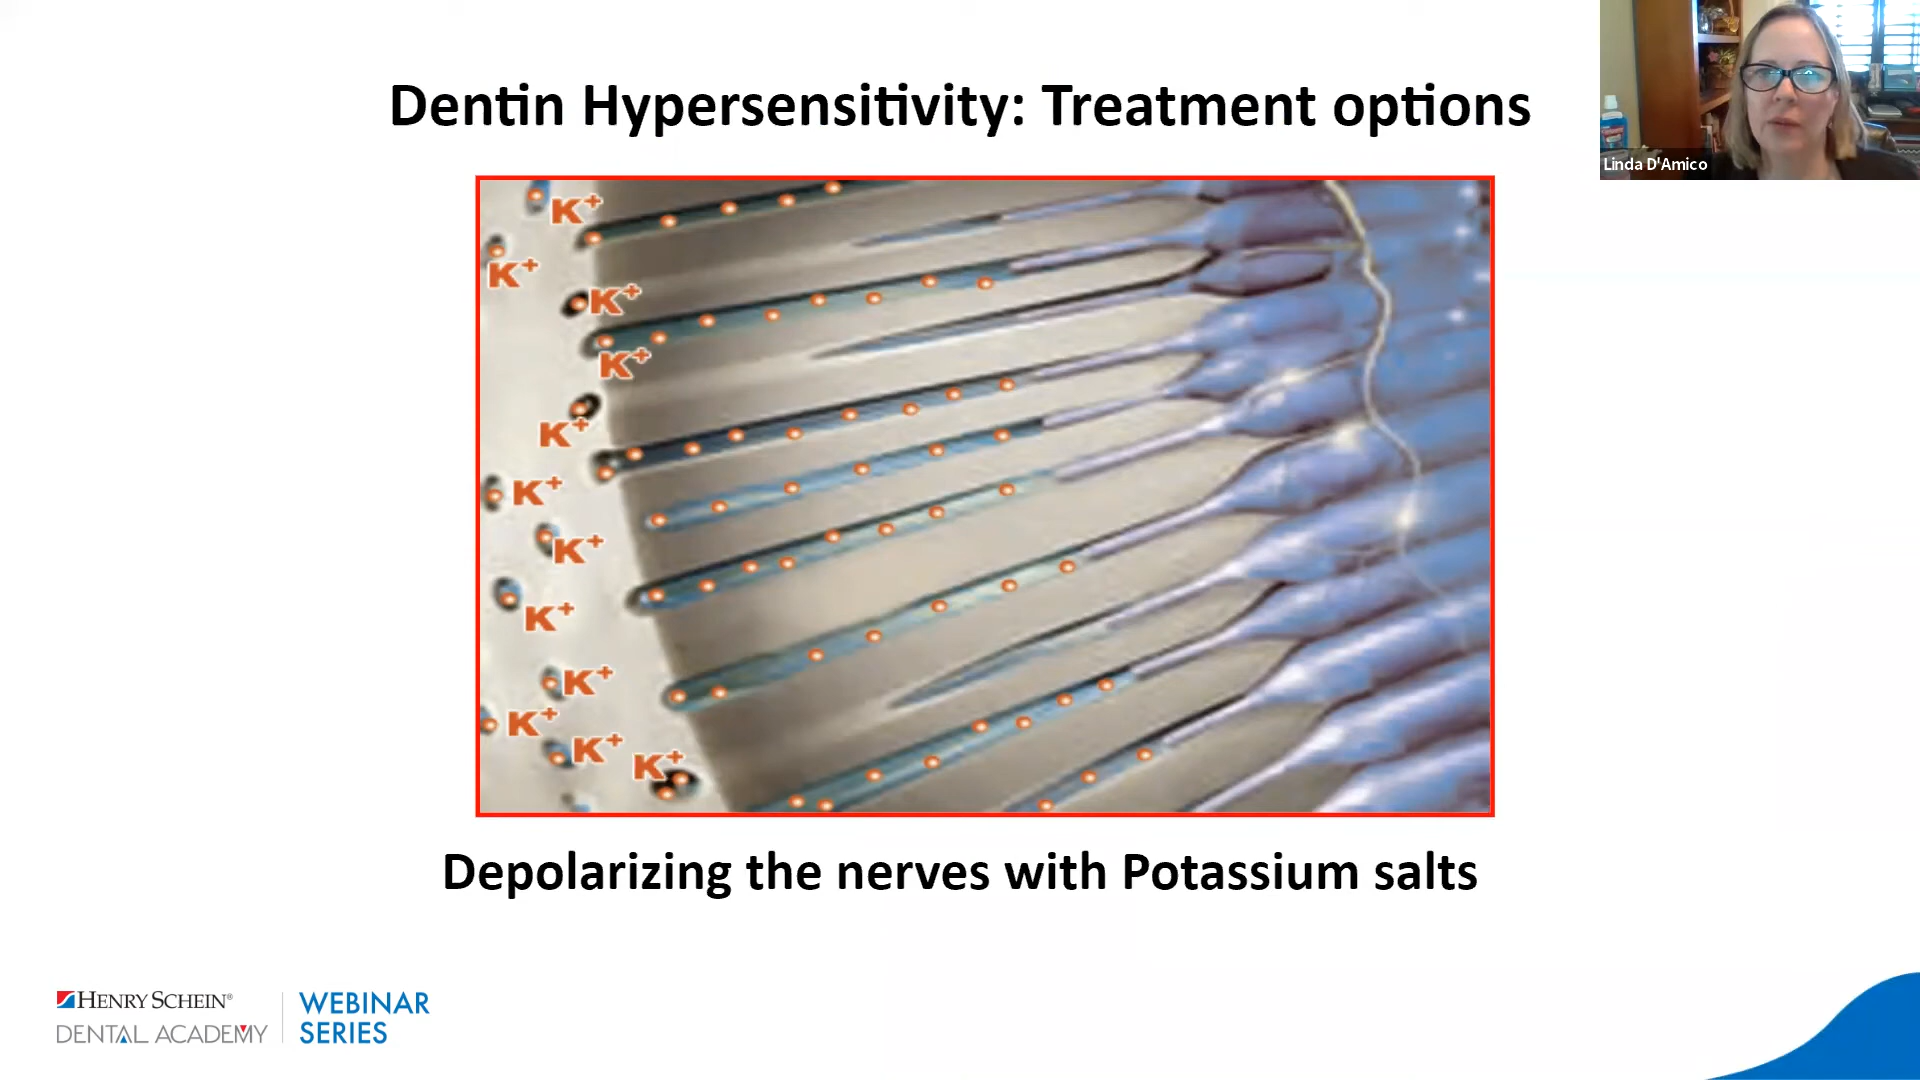 Dentin Hypersensitivity: Treatment options
Linda D'Amico
K+
K+
K+
K+
K+
K+
K+
K+
K+
K+
K+
K+
Depolarizing the nerves with Potassium salts
HENRY SCHEIN®
DENTAL ACADEMY
WEBINAR
SERIES